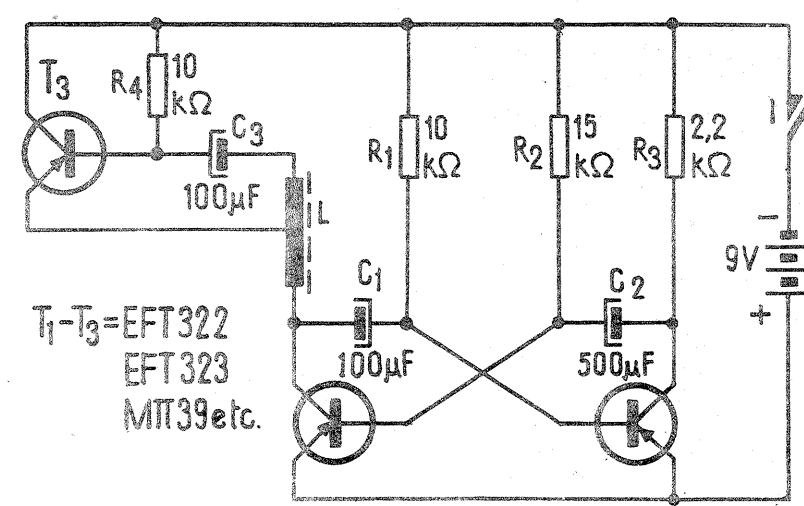 T3
R4
10
kΩ
C3
100µF
L
R1
10
kΩ
R2
15
kΩ
R3
2,2
kΩ
I
9V
−
+
C1
100µF
C2
500µF
T1-T3=EFT322
EFT323
МП39etc.